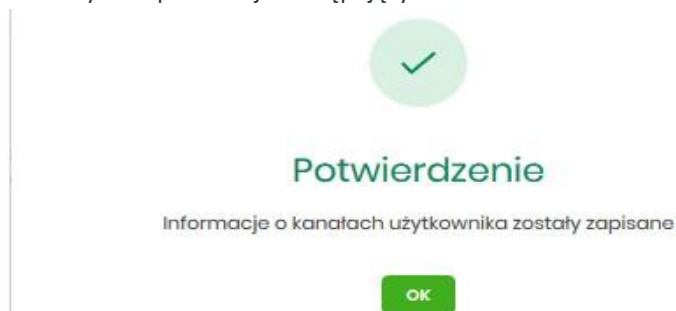 Potwierdzenie
Informacje o kanałach użytkownika zostały zapisane
OK